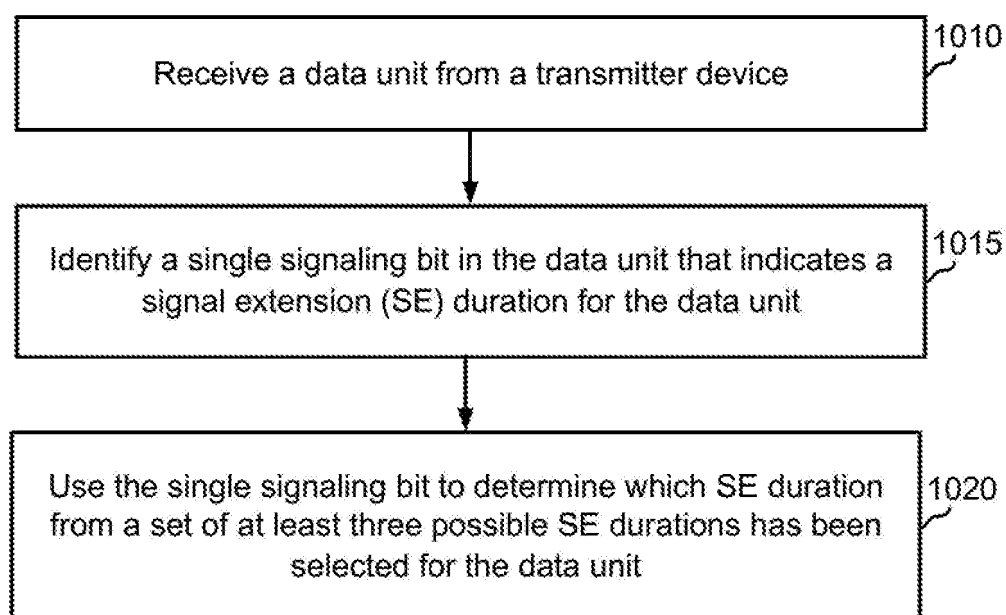 1010
Receive a data unit from a transmitter device
1015
Identify a single signaling bit in the data unit that indicates a
signal extension (SE) duration for the data unit
1020
Use the single signaling bit to determine which SE duration
from a set of at least three possible SE durations has been
selected for the data unit